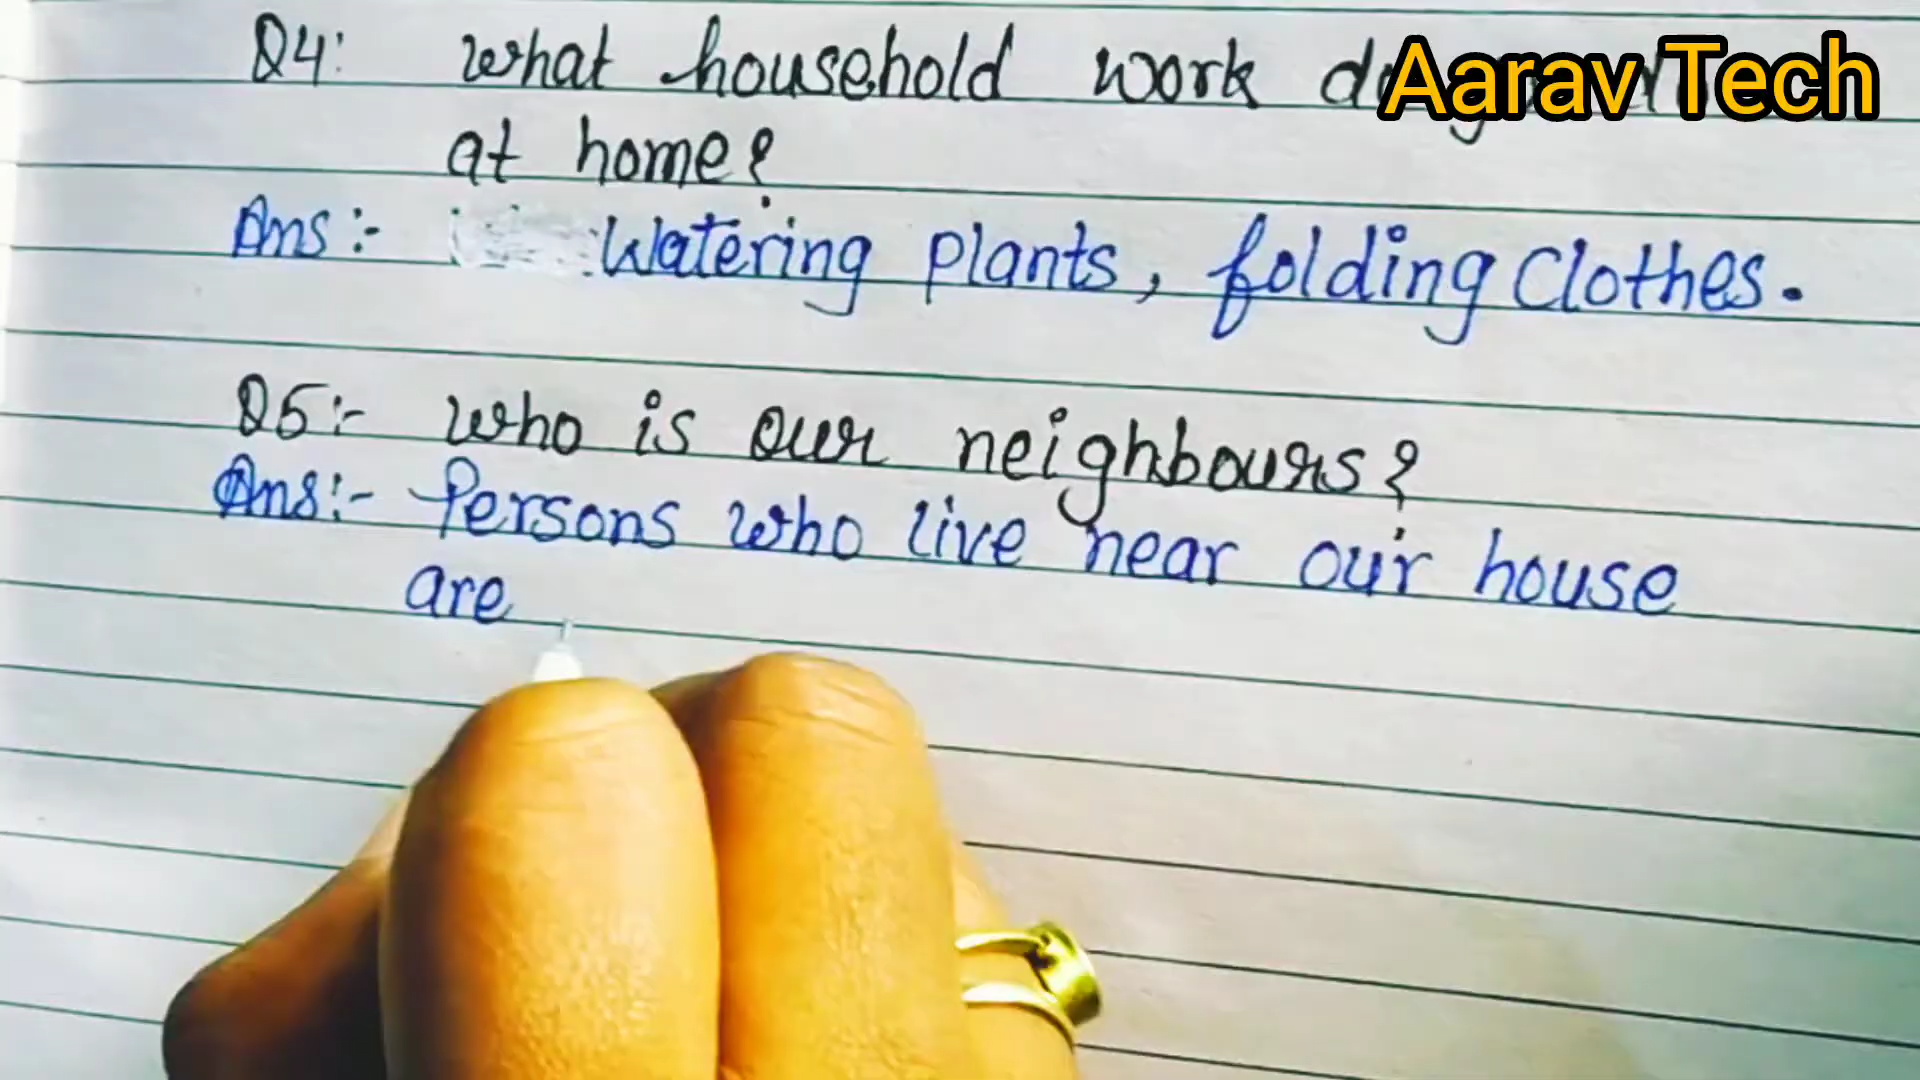 Q4: What household work do
Aarav Tech
at home?
Ans:- Watering plants, folding Clothes.
Q5:- Who is our neighbours?
Ans:- Persons who live near our house
are